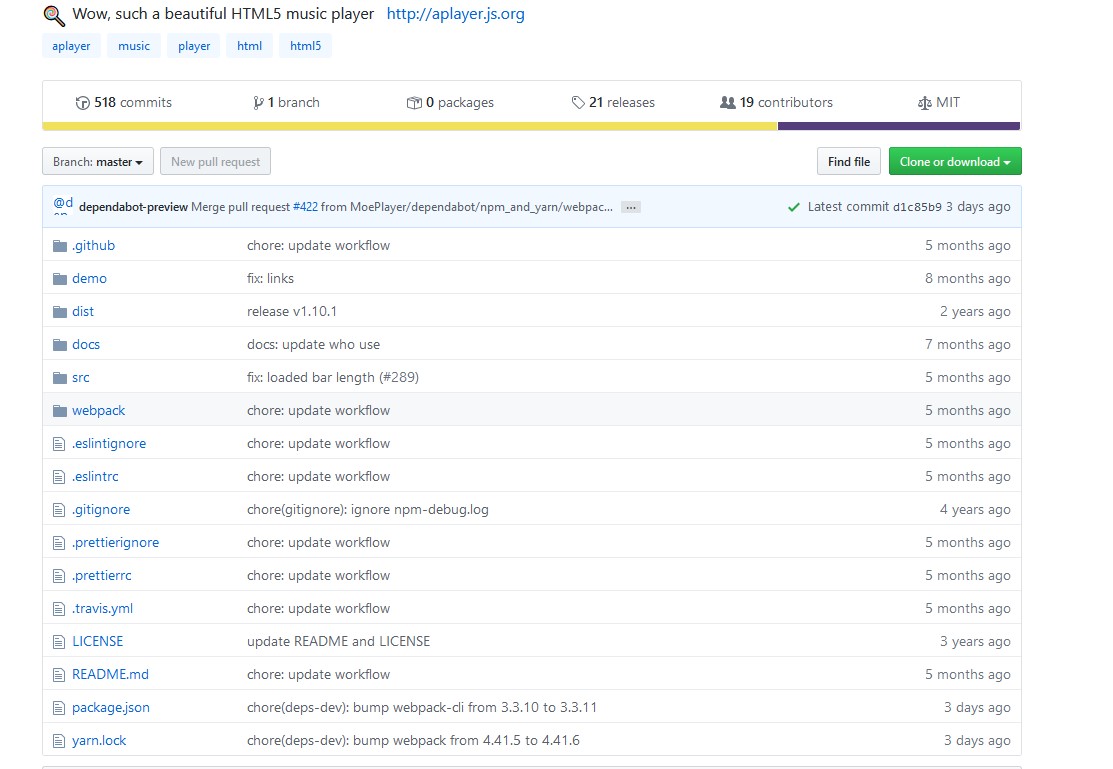 Wow, such a beautiful HTML5 music player http://aplayer.js.org
aplayer music player html html5
518 commits 1 branch 0 packages 21 releases 19 contributors MIT
Branch: master New pull request Find file Clone or download
@d dependabot-preview Merge pull request #422 from MoePlayer/dependabot/npm_and_yarn/webpac... ... Latest commit d1c85b9 3 days ago
.github chore: update workflow 5 months ago
demo fix: links 8 months ago
dist release v1.10.1 2 years ago
docs docs: update who use 7 months ago
src fix: loaded bar length (#289) 5 months ago
webpack chore: update workflow 5 months ago
.eslintignore chore: update workflow 5 months ago
.eslintrc chore: update workflow 5 months ago
.gitignore chore(gitignore): ignore npm-debug.log 4 years ago
.prettierignore chore: update workflow 5 months ago
.prettierrc chore: update workflow 5 months ago
.travis.yml chore: update workflow 5 months ago
LICENSE update README and LICENSE 3 years ago
README.md chore: update workflow 5 months ago
package.json chore(deps-dev): bump webpack-cli from 3.3.10 to 3.3.11 3 days ago
yarn.lock chore(deps-dev): bump webpack from 4.41.5 to 4.41.6 3 days ago